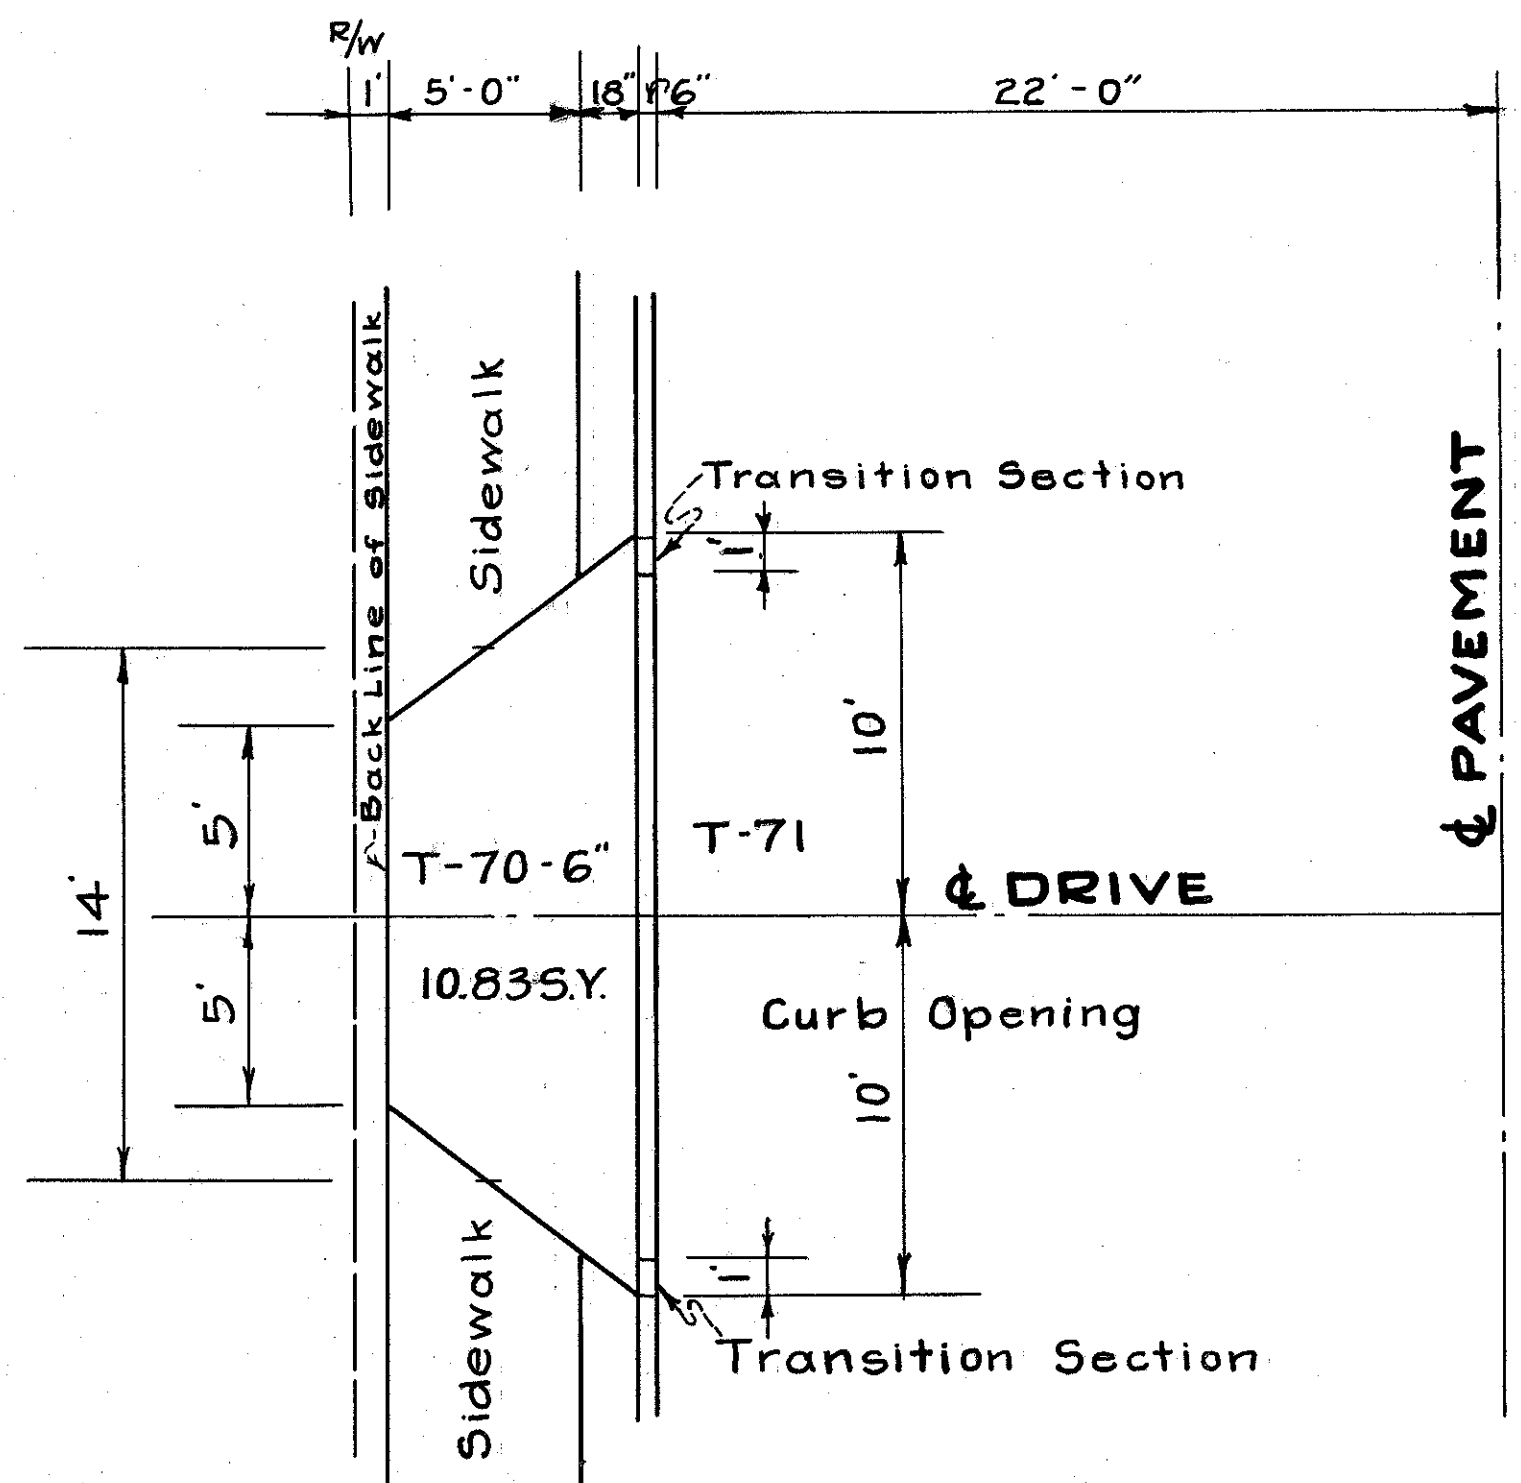 R/W
1' 5'-0" 18" 6" 22'-0"
Back Line of Sidewalk
Sidewalk
Transition Section
1'
10'
℄ PAVEMENT
5'
14'
T-70-6"
T-71
℄ DRIVE
10.83 S.Y.
5'
Curb Opening
10'
1'
Sidewalk
Transition Section